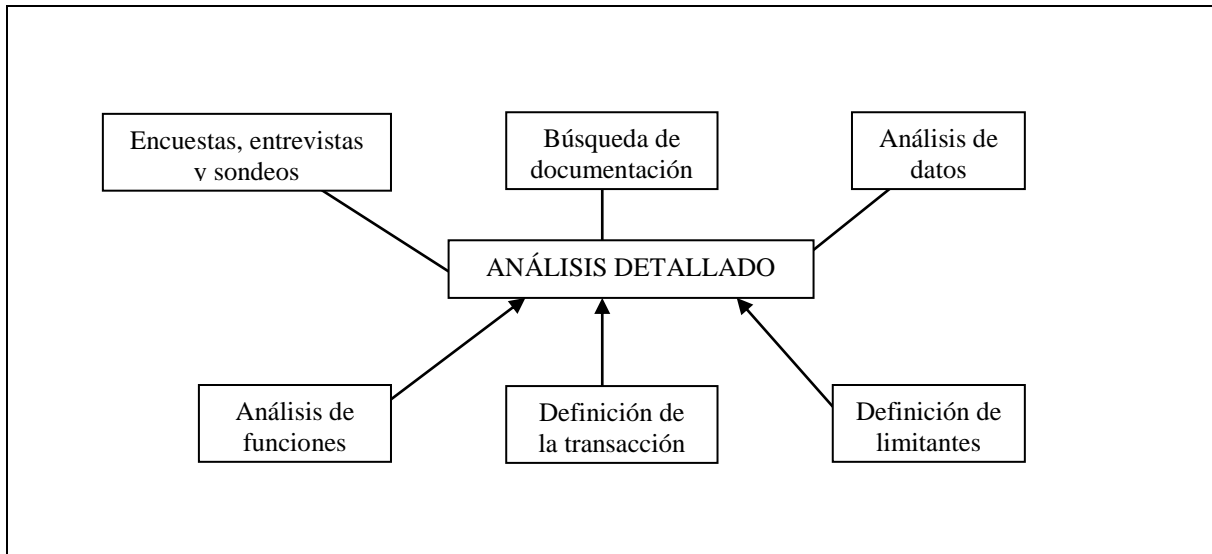 Encuestas, entrevistas
y sondeos
Búsqueda de
documentación
Análisis de
datos
ANÁLISIS DETALLADO
Análisis de
funciones
Definición de
la transacción
Definición de
limitantes